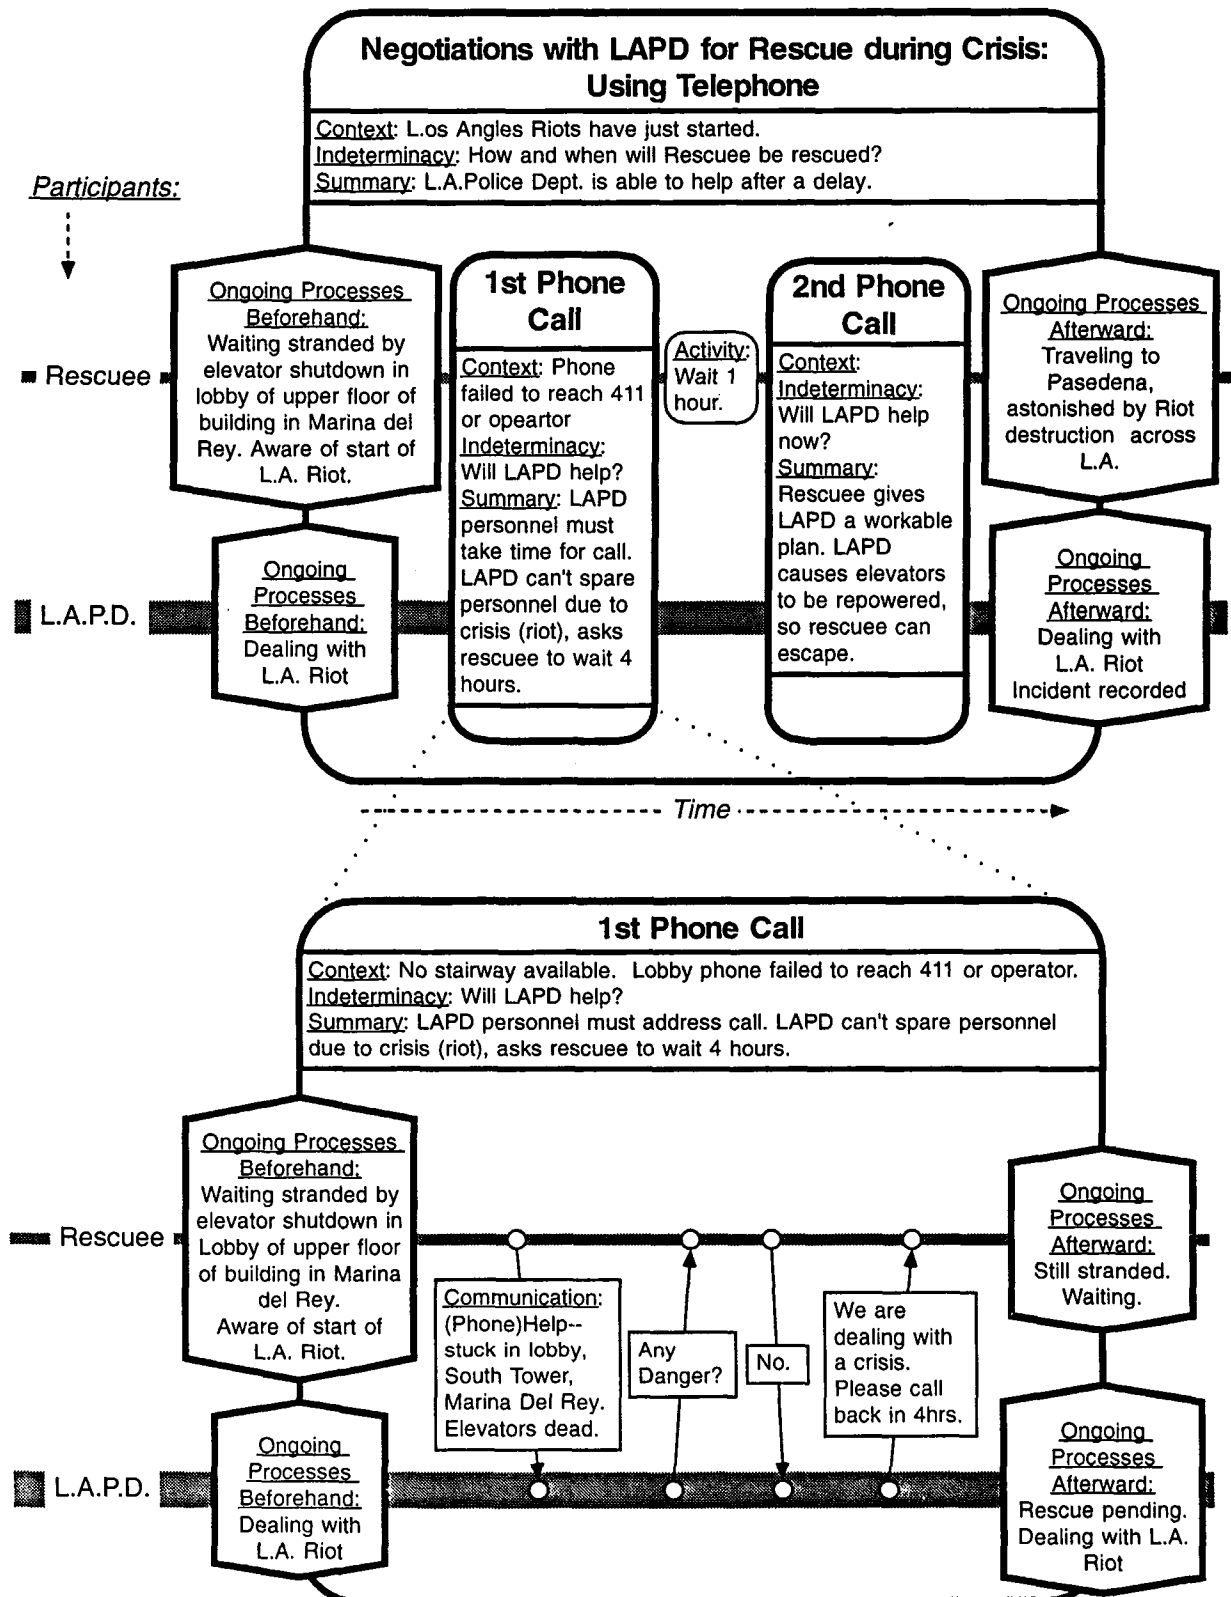 Negotiations with LAPD for Rescue during Crisis:
Using Telephone
Context: L.os Angles Riots have just started.
Indeterminacy: How and when will Rescuee be rescued?
Summary: L.A.Police Dept. is able to help after a delay.
Participants:
Rescuee
Ongoing Processes
Beforehand:
Waiting stranded by
elevator shutdown in
lobby of upper floor of
building in Marina del
Rey. Aware of start of
L.A. Riot.
1st Phone
Call
Context: Phone
failed to reach 411
or opeartor
Indeterminacy:
Will LAPD help?
Summary: LAPD
personnel must
take time for call.
LAPD can't spare
personnel due to
crisis (riot), asks
rescuee to wait 4
hours.
Activity:
Wait 1
hour.
2nd Phone
Call
Context:
Indeterminacy:
Will LAPD help
now?
Summary:
Rescuee gives
LAPD a workable
plan. LAPD
causes elevators
to be repowered,
so rescuee can
escape.
Ongoing Processes
Afterward:
Traveling to
Pasedena,
astonished by Riot
destruction across
L.A.
L.A.P.D.
Ongoing
Processes
Beforehand:
Dealing with
L.A. Riot
Ongoing
Processes
Afterward:
Dealing with
L.A. Riot
Incident recorded
Time
1st Phone Call
Context: No stairway available. Lobby phone failed to reach 411 or operator.
Indeterminacy: Will LAPD help?
Summary: LAPD personnel must address call. LAPD can't spare personnel
due to crisis (riot), asks rescuee to wait 4 hours.
Rescuee
Ongoing Processes
Beforehand:
Waiting stranded by
elevator shutdown in
Lobby of upper floor
of building in Marina
del Rey.
Aware of start of
L.A. Riot.
Communication:
(Phone)Help--
stuck in lobby,
South Tower,
Marina Del Rey.
Elevators dead.
Any
Danger?
No.
We are
dealing with
a crisis.
Please call
back in 4hrs.
Ongoing
Processes
Afterward:
Still stranded.
Waiting.
L.A.P.D.
Ongoing
Processes
Beforehand:
Dealing with
L.A. Riot
Ongoing
Processes
Afterward:
Rescue pending.
Dealing with L.A.
Riot